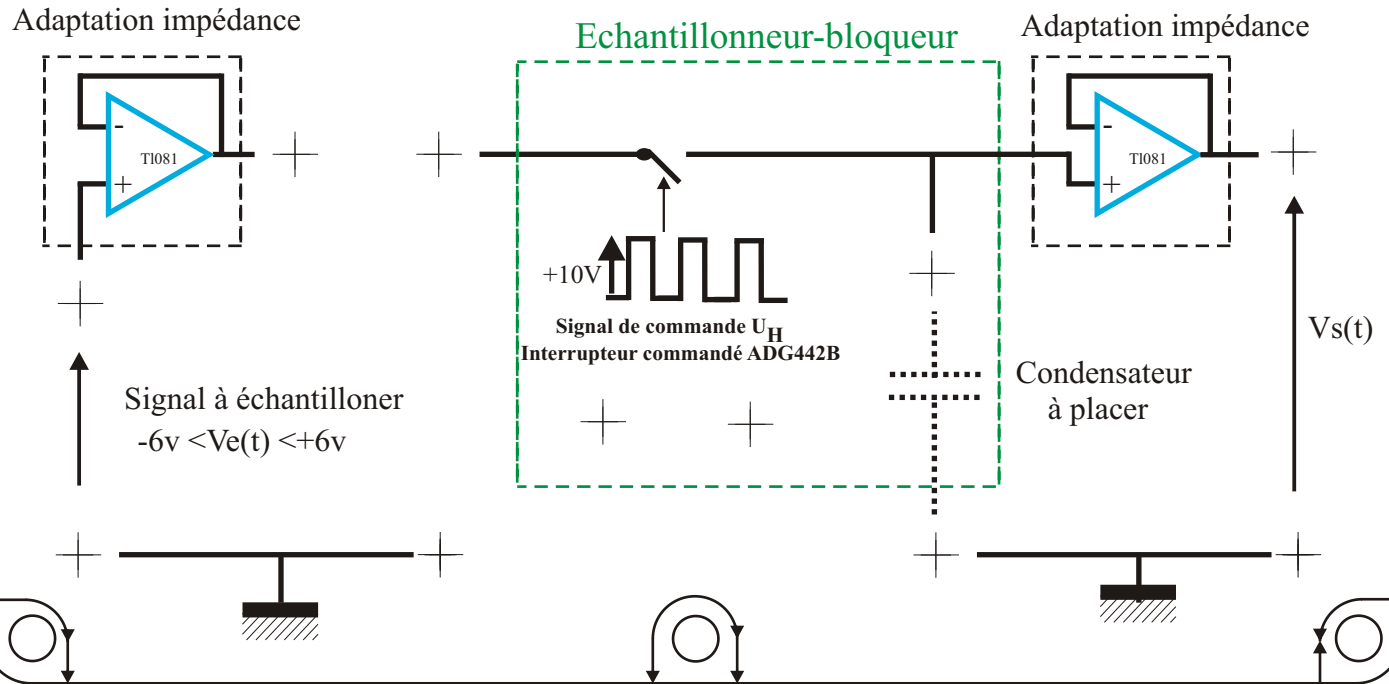 Adaptation impédance
Echantillonneur-bloqueur
Adaptation impédance
-
Tl081
+
-
Tl081
+
+10V
Signal de commande UH
Interrupteur commandé ADG442B
Signal à échantilloner
-6v <Ve(t) <+6v
Condensateur
à placer
Vs(t)